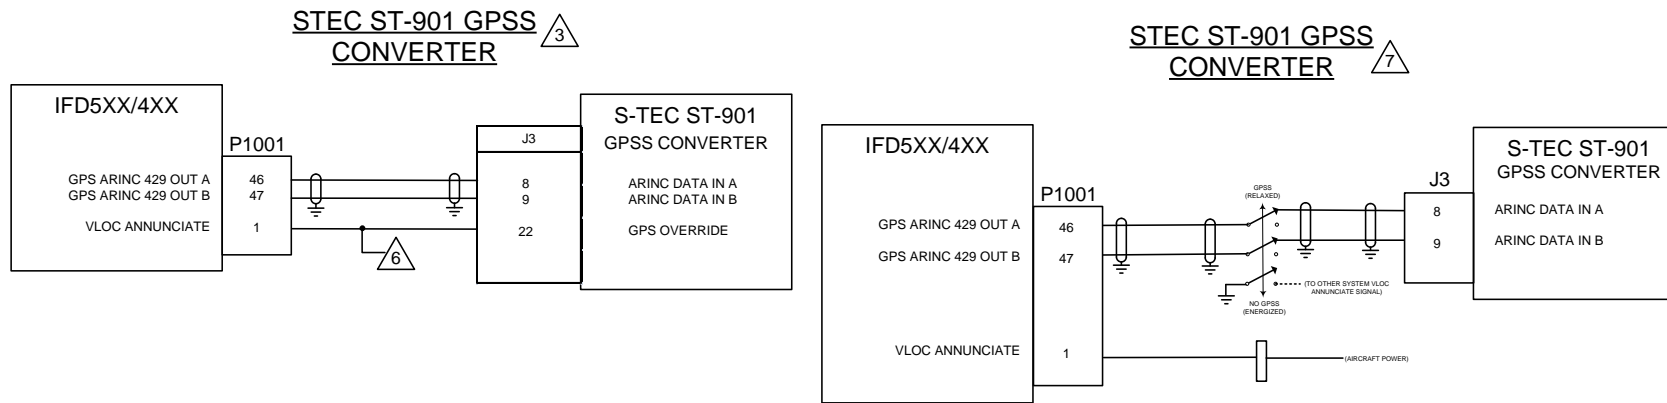 STEC ST-901 GPSS
CONVERTER
3
IFD5XX/4XX
P1001
GPS ARINC 429 OUT A
GPS ARINC 429 OUT B
VLOC ANNUNCIATE
46
47
1
6
J3
8
9
22
S-TEC ST-901
GPSS CONVERTER
ARINC DATA IN A
ARINC DATA IN B
GPS OVERRIDE
STEC ST-901 GPSS
CONVERTER
7
IFD5XX/4XX
P1001
GPS ARINC 429 OUT A
GPS ARINC 429 OUT B
VLOC ANNUNCIATE
46
47
1
GPSS
(RELAXED)
(TO OTHER SYSTEM VLOC
ANNUNCIATE SIGNAL)
NO GPSS
(ENERGIZED)
(AIRCRAFT POWER)
J3
8
9
S-TEC ST-901
GPSS CONVERTER
ARINC DATA IN A
ARINC DATA IN B